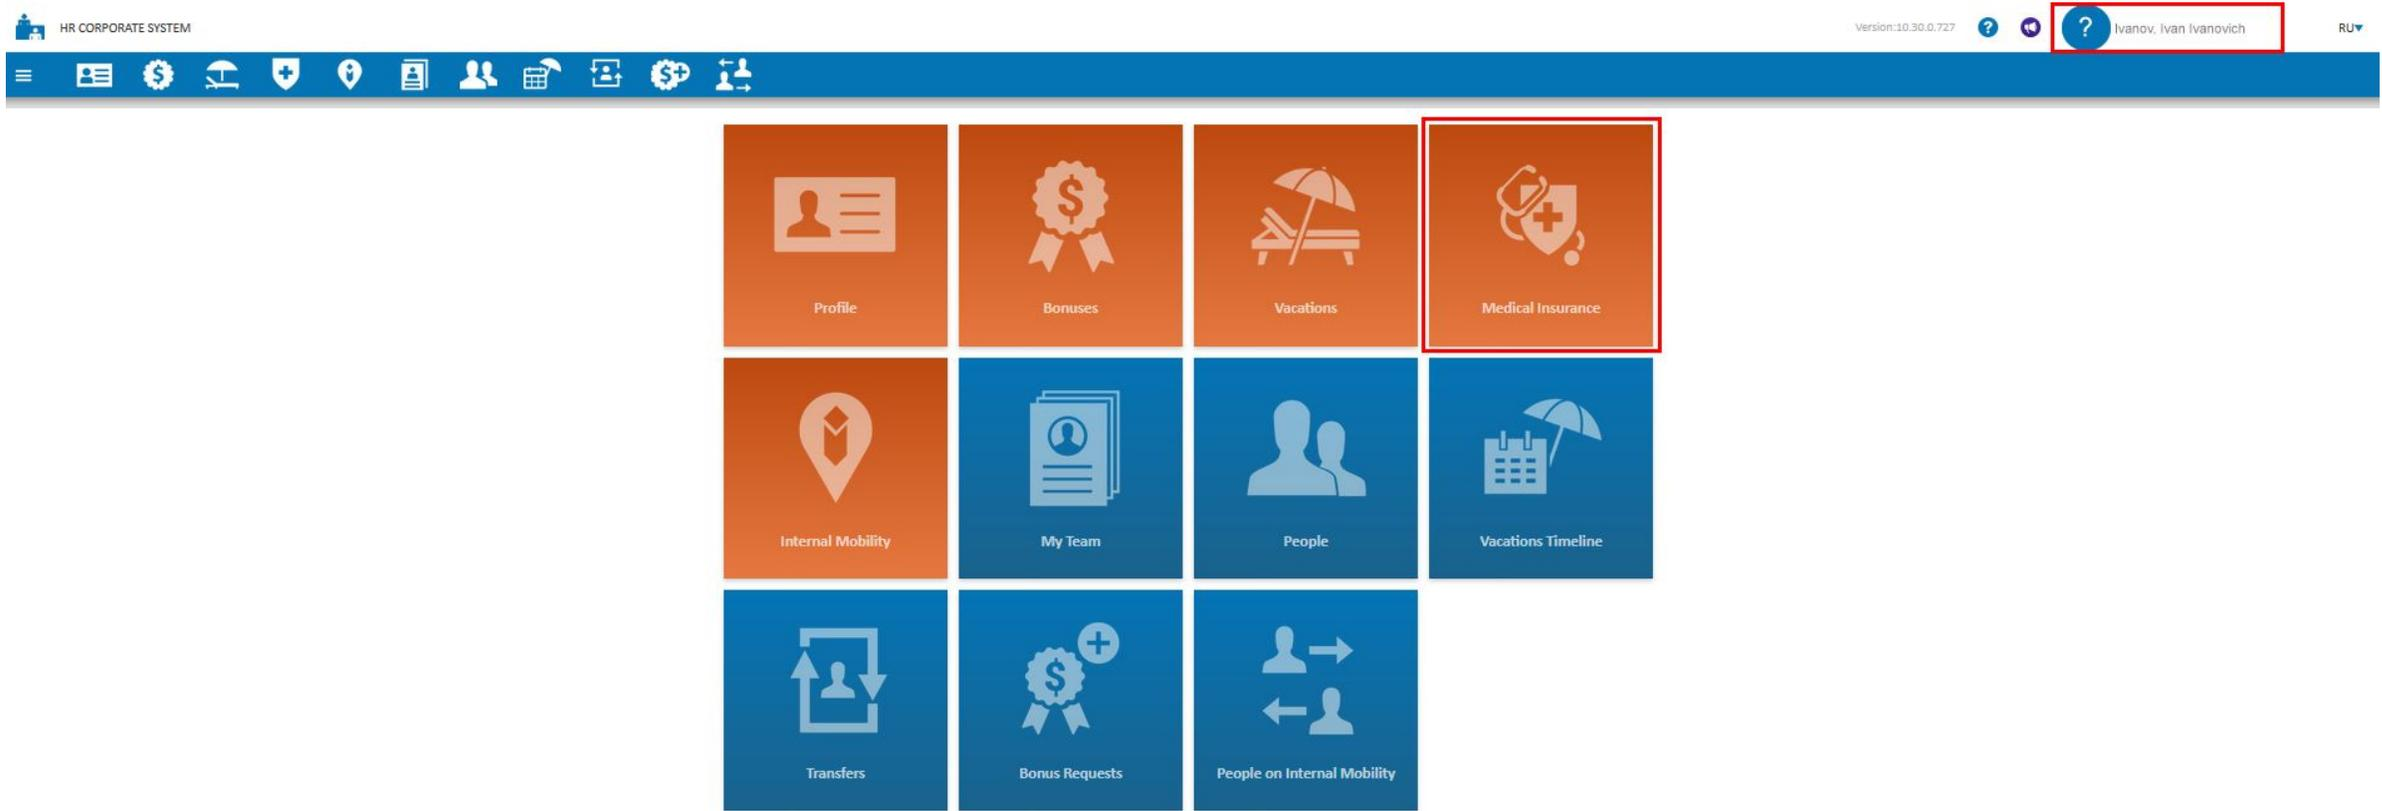 HR CORPORATE SYSTEM
Version:10.30.0.727
?
?
Ivanov, Ivan Ivanovich
RU
Profile
Bonuses
Vacations
Medical Insurance
Internal Mobility
My Team
People
Vacations Timeline
Transfers
Bonus Requests
People on Internal Mobility